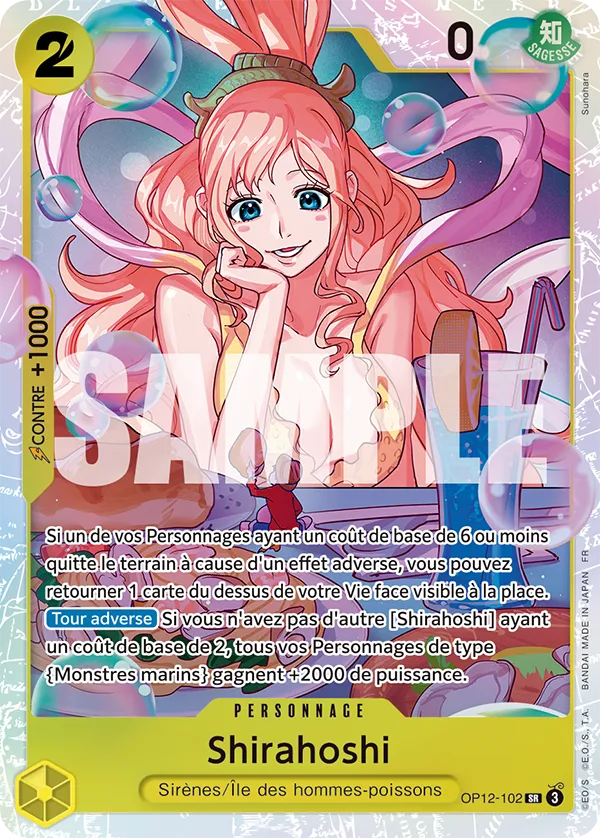 2
0
知
SAGESSE
Sunohara
CONTRE +1000
SAMPLE
Si un de vos Personnages ayant un coût de base de 6 ou moins
quitte le terrain à cause d'un effet adverse, vous pouvez
retourner 1 carte du dessus de votre Vie face visible à la place.
Tour adverse Si vous n'avez pas d'autre [Shirahoshi] ayant
un coût de base de 2, tous vos Personnages de type
{Monstres marins} gagnent +2000 de puissance.
PERSONNAGE
Shirahoshi
Sirènes/Île des hommes-poissons
OP12-102 SR 3
©E.O/S ©E.O./S., T.A. BANDAI MADE IN JAPAN FR